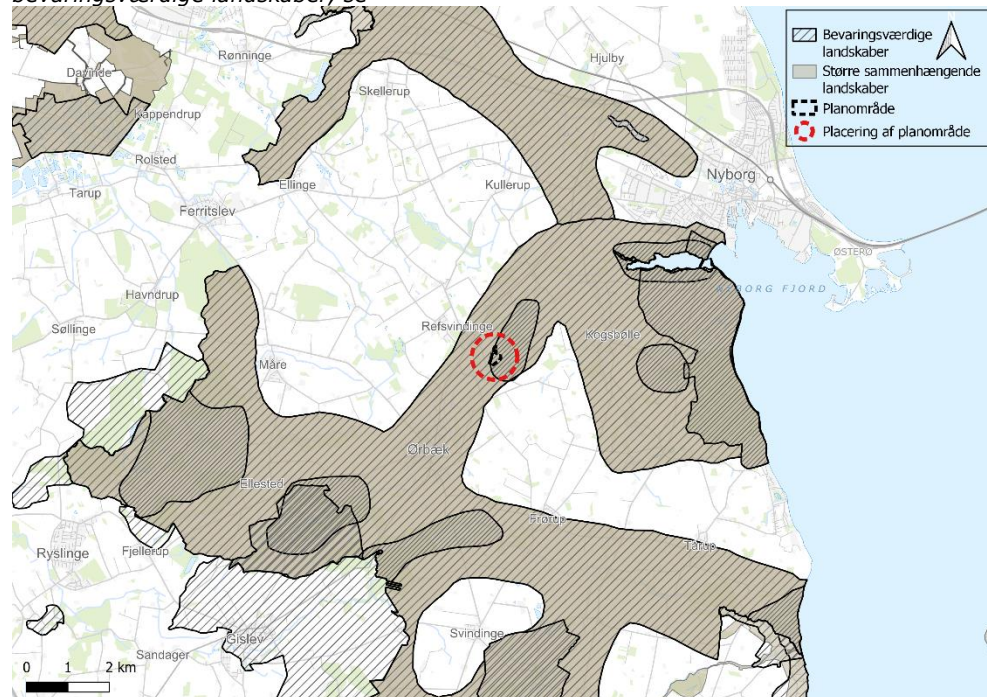 bevaringsværdige landskaber, se
Bevaringsværdige
landskaber
Større sammenhængende
landskaber
Planområde
Placering af planområde
Rønninge
Hjulby
Davinde
Skellerup
Kappendrup
Rolsted
Nyborg
Tarup
Ellinge
Kullerup
Ferritslev
ØSTERØ
NYBORG FJORD
Havndrup
Refsvindinge
Søllinge
Kogsbølle
Måre
Ørbæk
Ellested
Frørup
Ryslinge
Fjellerup
Tårup
Gislev
Svindinge
Sandager
0 1 2 km